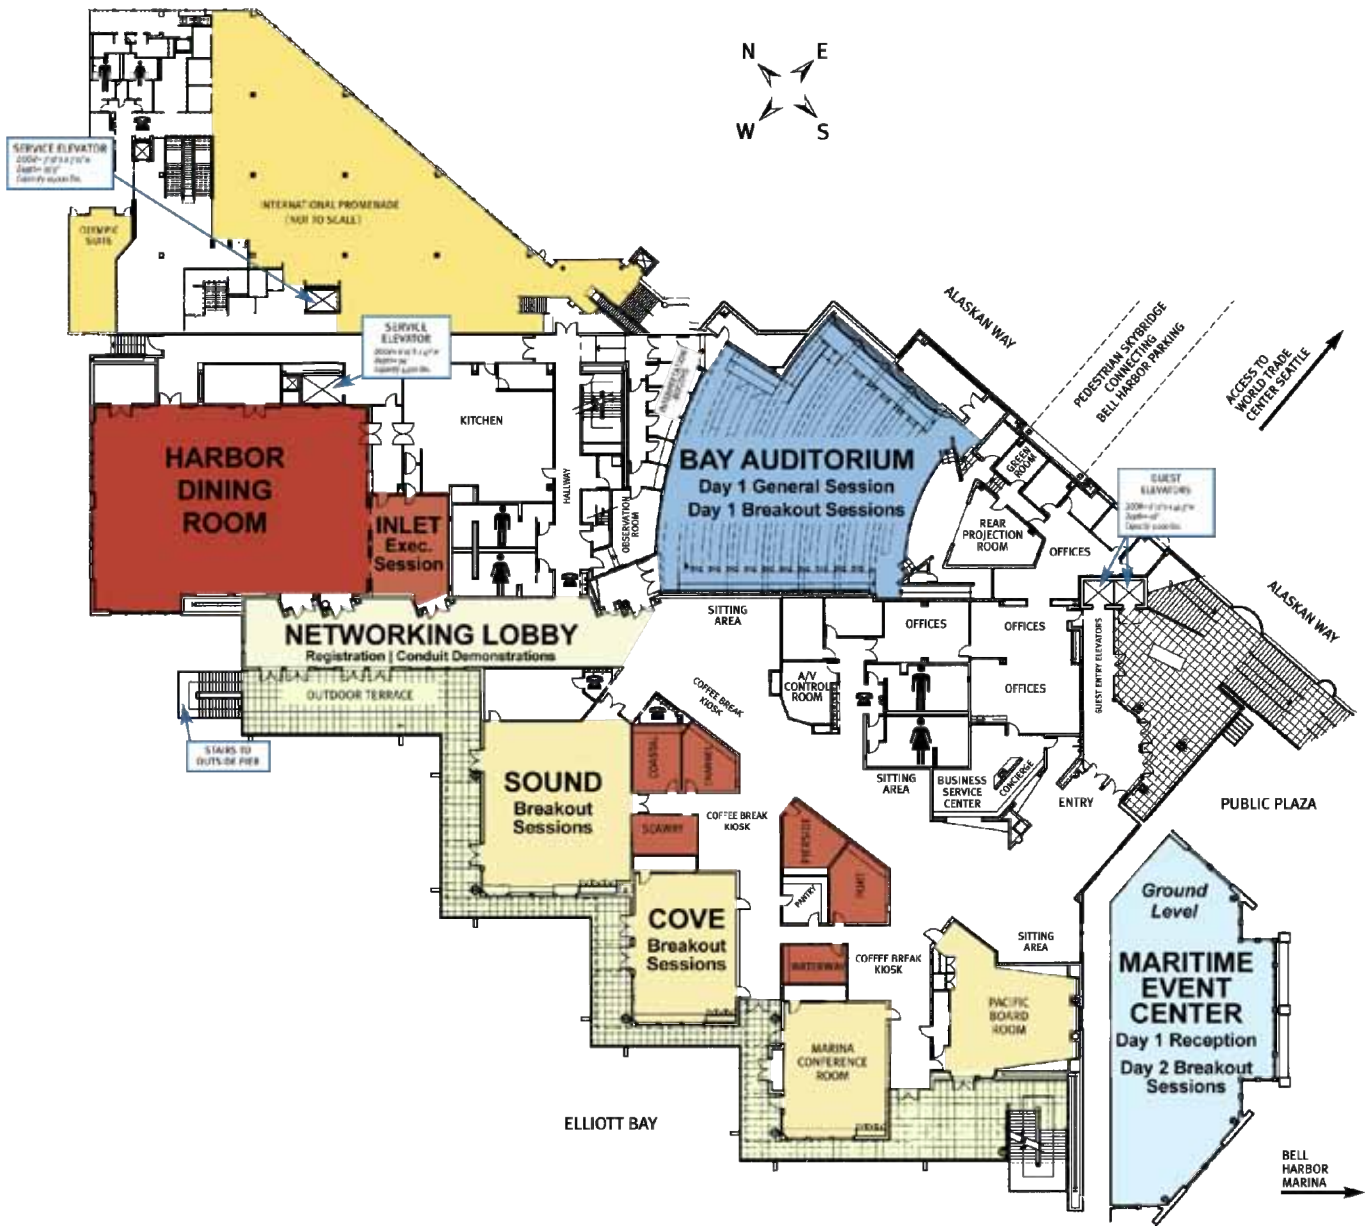 N
E
W
S
SERVICE ELEVATOR
INTERNATIONAL PROMENADE
(NOT TO SCALE)
OLYMPIC
SUITE
SERVICE
ELEVATOR
ALASKAN WAY
PEDESTRIAN SKYBRIDGE
CONNECTING
BELL HARBOR PARKING
ACCESS TO
WORLD TRADE
CENTER SEATTLE
KITCHEN
HARBOR
DINING
ROOM
INLET
Exec.
Session
HALLWAY
OBSERVATION
ROOM
BAY AUDITORIUM
Day 1 General Session
Day 1 Breakout Sessions
GREEN
ROOM
REAR
PROJECTION
ROOM
OFFICES
GUEST
ELEVATORS
ALASKAN WAY
NETWORKING LOBBY
Registration | Conduit Demonstrations
SITTING
AREA
OFFICES
OFFICES
OFFICES
GUEST ENTRY ELEVATORS
A/V
CONTROL
ROOM
OUTDOOR TERRACE
COFFEE BREAK
KIOSK
STAIRS TO
OUTSIDE PIER
SOUND
Breakout
Sessions
COASTAL
CHANNEL
SEAWAY
COFFEE BREAK
KIOSK
SITTING
AREA
BUSINESS
SERVICE
CENTER
CONCIERGE
ENTRY
PUBLIC PLAZA
PIERSIDE
PORT
PANTRY
COVE
Breakout
Sessions
WATERWAY
COFFEE BREAK
KIOSK
SITTING
AREA
PACIFIC
BOARD
ROOM
MARINA
CONFERENCE
ROOM
Ground
Level
MARITIME
EVENT
CENTER
Day 1 Reception
Day 2 Breakout
Sessions
ELLIOTT BAY
BELL
HARBOR
MARINA